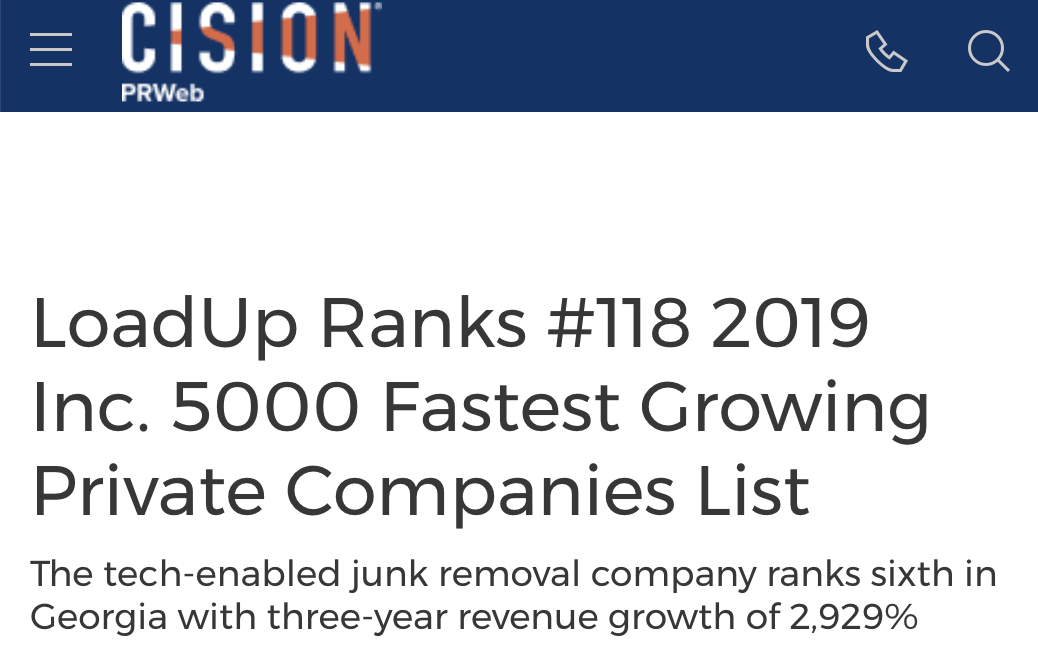 CISION
PRWeb
LoadUp Ranks #118 2019
Inc. 5000 Fastest Growing
Private Companies List
The tech-enabled junk removal company ranks sixth in
Georgia with three-year revenue growth of 2,929%